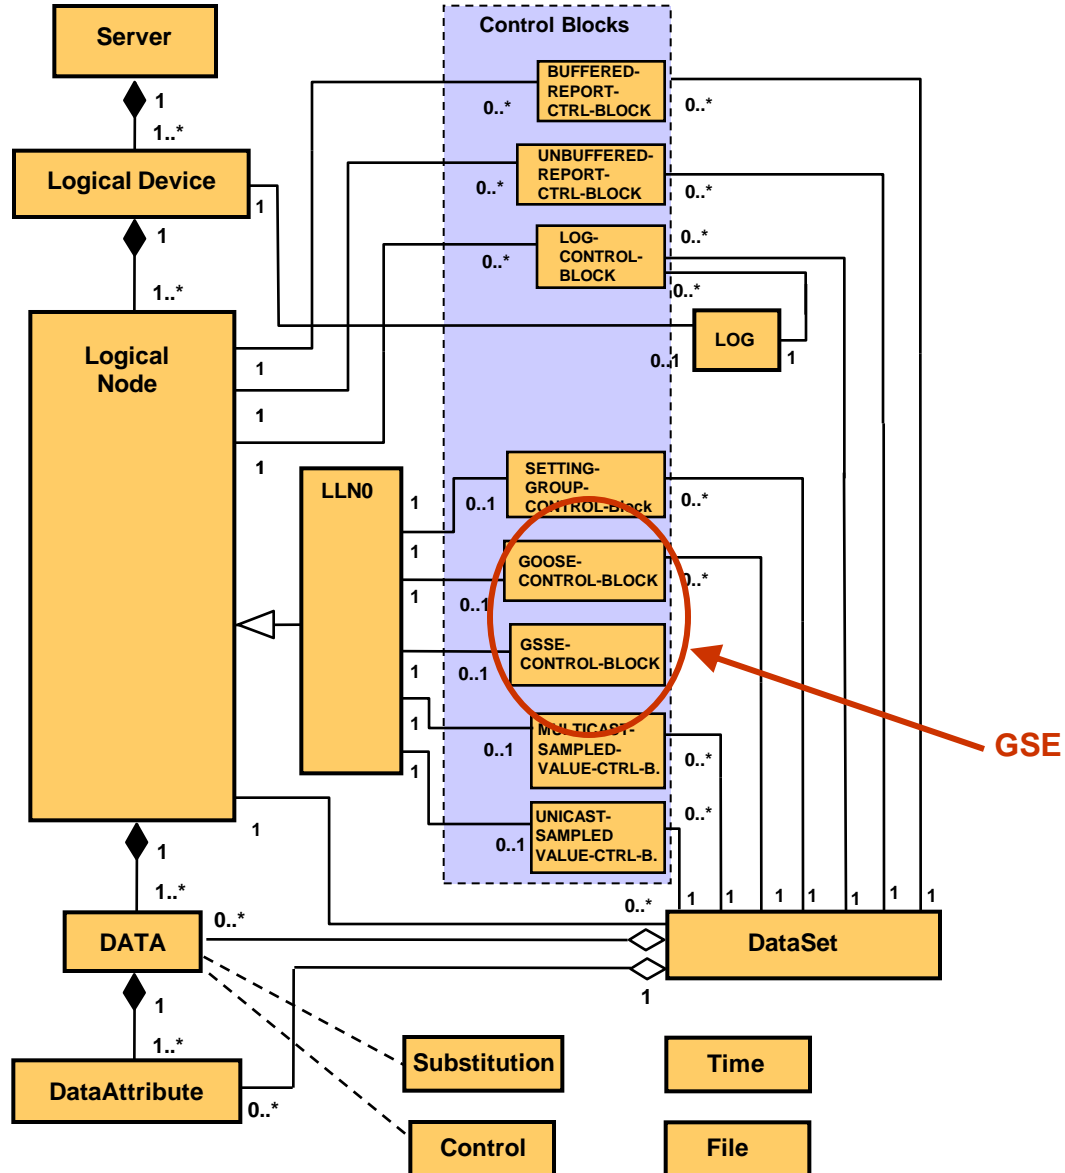 Server
Control Blocks
1
1..*
BUFFERED-
REPORT-
CTRL-BLOCK
0..*
0..*
Logical Device
1
1
UNBUFFERED-
REPORT-
CTRL-BLOCK
0..*
0..*
1..*
LOG-
CONTROL-
BLOCK
0..*
0..*
0..*
Logical
Node
LOG
0..1
1
1
1
1
LLN0
1
SETTING-
GROUP-
CONTROL-Block
0..1
0..*
1
GOOSE-
CONTROL-BLOCK
0..1
0..*
1
GSSE-
CONTROL-BLOCK
0..1
1
MULTICAST-
SAMPLED-
VALUE-CTRL-B.
0..1
0..*
1
GSE
1
UNICAST-
SAMPLED
VALUE-CTRL-B.
0..1
0..*
1
1
1..*
1
1
1
1
1
1
1
0..*
0..*
DATA
DataSet
1
1
1..*
DataAttribute
0..*
Substitution
Time
Control
File